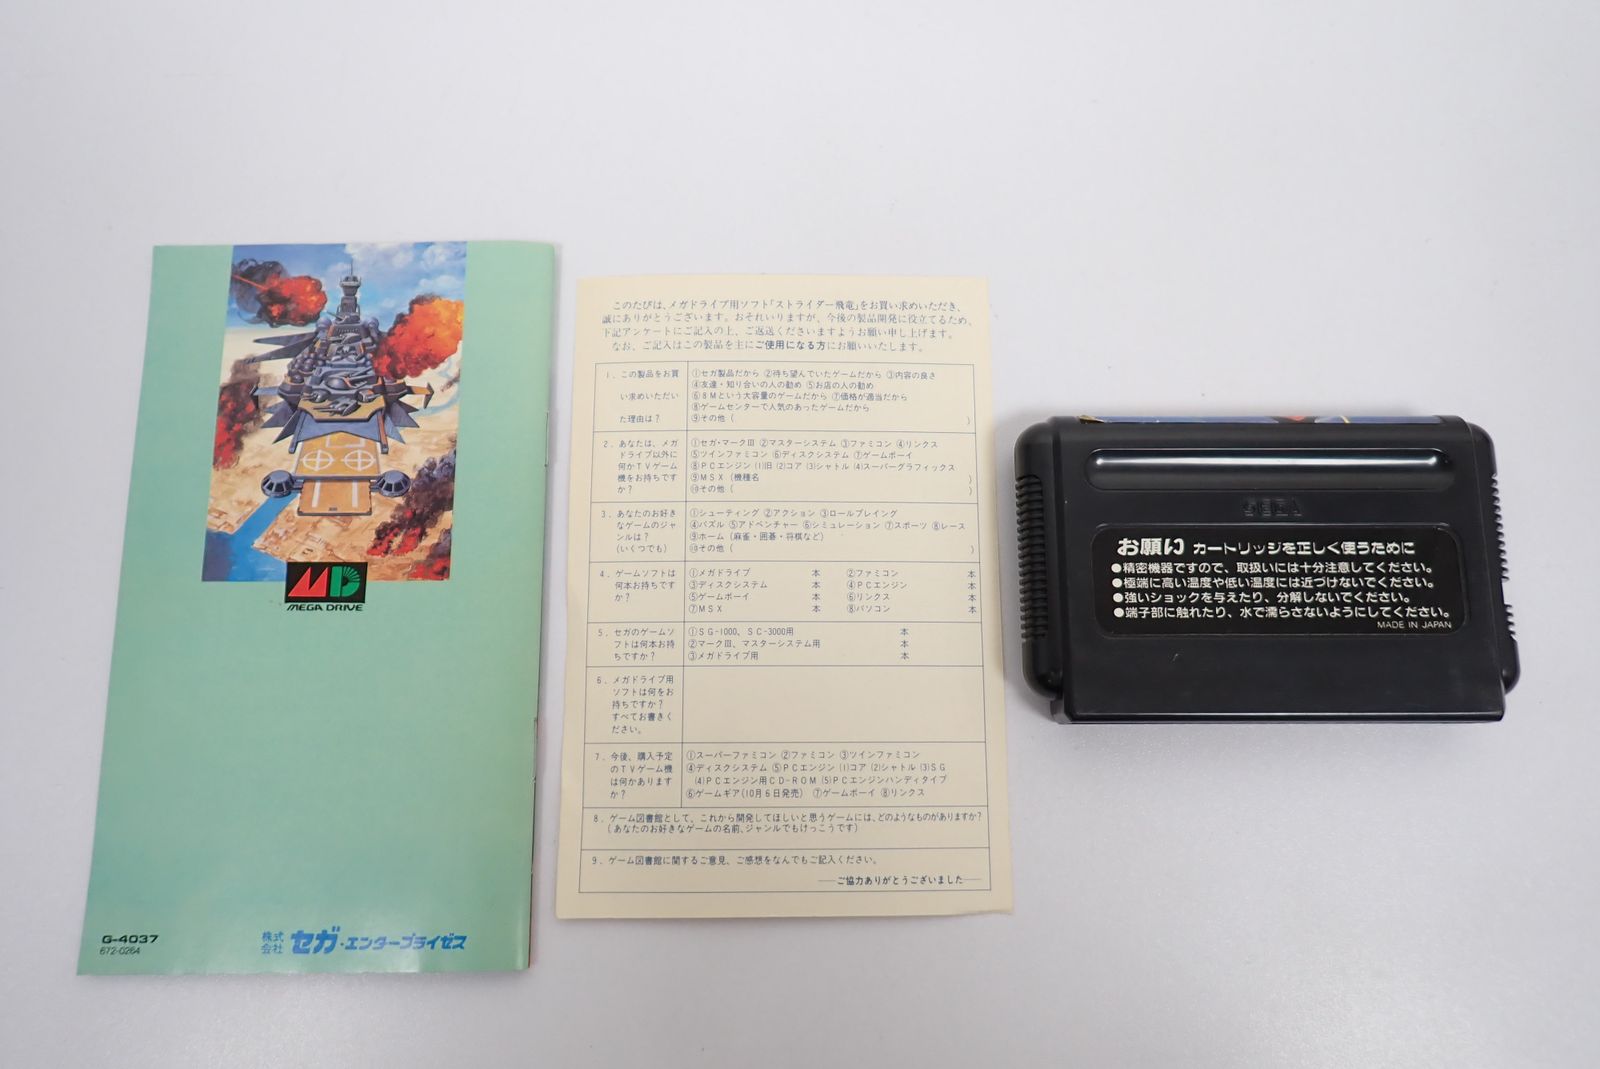 MEGA DRIVE
G-4037
672-0264
株式会社 セガ・エンタープライゼス
このたびは、メガドライブ用ソフト「ストライダー飛竜」をお買い求めいただき、
誠にありがとうございます。おそれいりますが、今後の製品開発に役立てるため、
下記アンケートにご記入の上、ご返送くださいますようお願い申し上げます。
なお、ご記入はこの製品を主にご使用になる方にお願いいたします。
1. この製品をお買
い求めいただい
た理由は?
①セガ製品だから ②待ち望んでいたゲームだから ③内容の良さ
④友達・知り合いの人の勧め ⑤お店の人の勧め
⑥8Mという大容量のゲームだから ⑦価格が適当だから
⑧ゲームセンターで人気のあったゲームだから
⑨その他( )
2. あなたは、メガ
ドライブ以外に
何かTVゲーム
機をお持ちです
か?
①セガ・マークⅢ ②マスターシステム ③ファミコン ④リンクス
⑤ツインファミコン ⑥ディスクシステム ⑦ゲームボーイ
⑧PCエンジン (1)旧 (2)コア (3)シャトル (4)スーパーグラフィックス
⑨MSX (機種名 )
⑩その他( )
3. あなたのお好き
なゲームのジャ
ンルは?
(いくつでも)
①シューティング ②アクション ③ロールプレイング
④パズル ⑤アドベンチャー ⑥シミュレーション ⑦スポーツ ⑧レース
⑨ホーム (麻雀・囲碁・将棋など)
⑩その他( )
4. ゲームソフトは
何本お持ちです
か?
①メガドライブ 本 ②ファミコン 本
③ディスクシステム 本 ④PCエンジン 本
⑤ゲームボーイ 本 ⑥リンクス 本
⑦MSX 本 ⑧パソコン 本
5. セガのゲームソ
フトは何本お持
ちですか?
①SG-1000、SC-3000用 本
②マークⅢ、マスターシステム用 本
③メガドライブ用 本
6. メガドライブ用
ソフトは何をお
持ちですか?
すべてお書きく
ださい。
7. 今後、購入予定
のTVゲーム機
は何かあります
か?
①スーパーファミコン ②ファミコン ③ツインファミコン
④ディスクシステム ⑤PCエンジン (1)コア (2)シャトル (3)SG
(4)PCエンジン用CD-ROM (5)PCエンジンハンディタイプ
⑥ゲームギア(10月6日発売) ⑦ゲームボーイ ⑧リンクス
8. ゲーム図書館として、これから開発してほしいと思うゲームには、どのようなものがありますか?
(あなたのお好きなゲームの名前、ジャンルでもけっこうです)
9. ゲーム図書館に関するご意見、ご感想をなんでもご記入ください。
──ご協力ありがとうございました──
SEGA
お願い カートリッジを正しく使うために
●精密機器ですので、取扱いには十分注意してください。
●極端に高い温度や低い温度には近づけないでください。
●強いショックを与えたり、分解しないでください。
●端子部に触れたり、水で濡らさないようにしてください。
MADE IN JAPAN